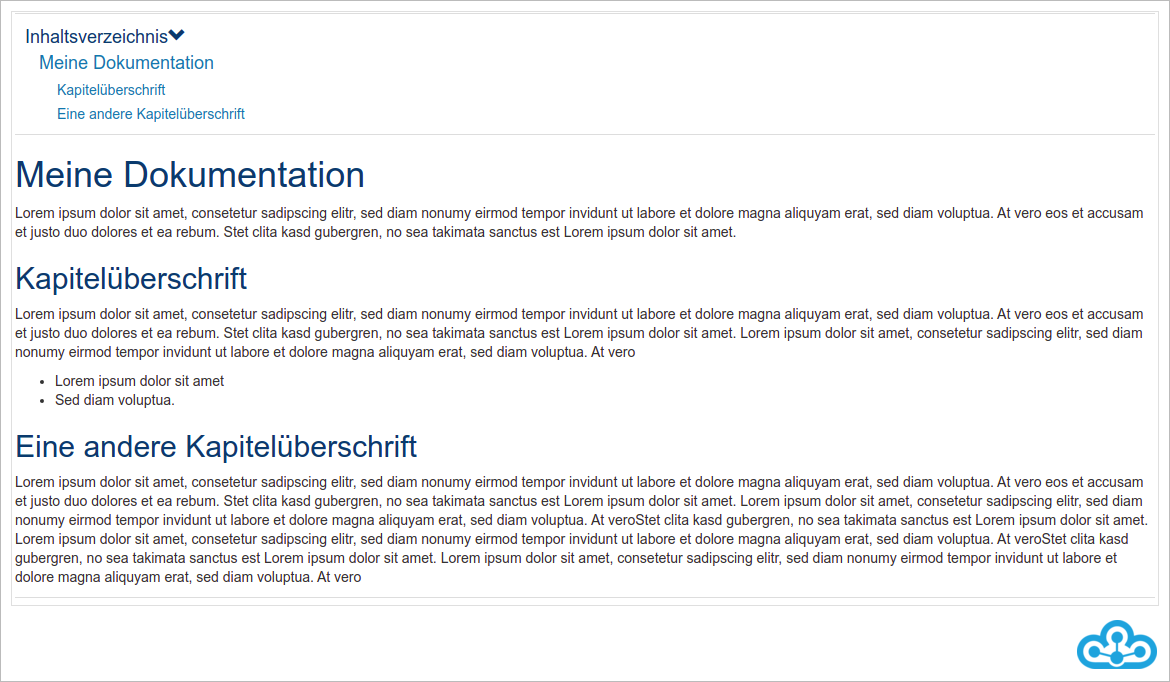 Inhaltsverzeichnis
Meine Dokumentation
Kapitelüberschrift
Eine andere Kapitelüberschrift
Meine Dokumentation
Lorem ipsum dolor sit amet, consetetur sadipscing elitr, sed diam nonumy eirmod tempor invidunt ut labore et dolore magna aliquyam erat, sed diam voluptua. At vero eos et accusam
et justo duo dolores et ea rebum. Stet clita kasd gubergren, no sea takimata sanctus est Lorem ipsum dolor sit amet.
Kapitelüberschrift
Lorem ipsum dolor sit amet, consetetur sadipscing elitr, sed diam nonumy eirmod tempor invidunt ut labore et dolore magna aliquyam erat, sed diam voluptua. At vero eos et accusam
et justo duo dolores et ea rebum. Stet clita kasd gubergren, no sea takimata sanctus est Lorem ipsum dolor sit amet. Lorem ipsum dolor sit amet, consetetur sadipscing elitr, sed diam
nonumy eirmod tempor invidunt ut labore et dolore magna aliquyam erat, sed diam voluptua. At vero
• Lorem ipsum dolor sit amet
• Sed diam voluptua.
Eine andere Kapitelüberschrift
Lorem ipsum dolor sit amet, consetetur sadipscing elitr, sed diam nonumy eirmod tempor invidunt ut labore et dolore magna aliquyam erat, sed diam voluptua. At vero eos et accusam
et justo duo dolores et ea rebum. Stet clita kasd gubergren, no sea takimata sanctus est Lorem ipsum dolor sit amet. Lorem ipsum dolor sit amet, consetetur sadipscing elitr, sed diam
nonumy eirmod tempor invidunt ut labore et dolore magna aliquyam erat, sed diam voluptua. At veroStet clita kasd gubergren, no sea takimata sanctus est Lorem ipsum dolor sit amet.
Lorem ipsum dolor sit amet, consetetur sadipscing elitr, sed diam nonumy eirmod tempor invidunt ut labore et dolore magna aliquyam erat, sed diam voluptua. At veroStet clita kasd
gubergren, no sea takimata sanctus est Lorem ipsum dolor sit amet. Lorem ipsum dolor sit amet, consetetur sadipscing elitr, sed diam nonumy eirmod tempor invidunt ut labore et
dolore magna aliquyam erat, sed diam voluptua. At vero